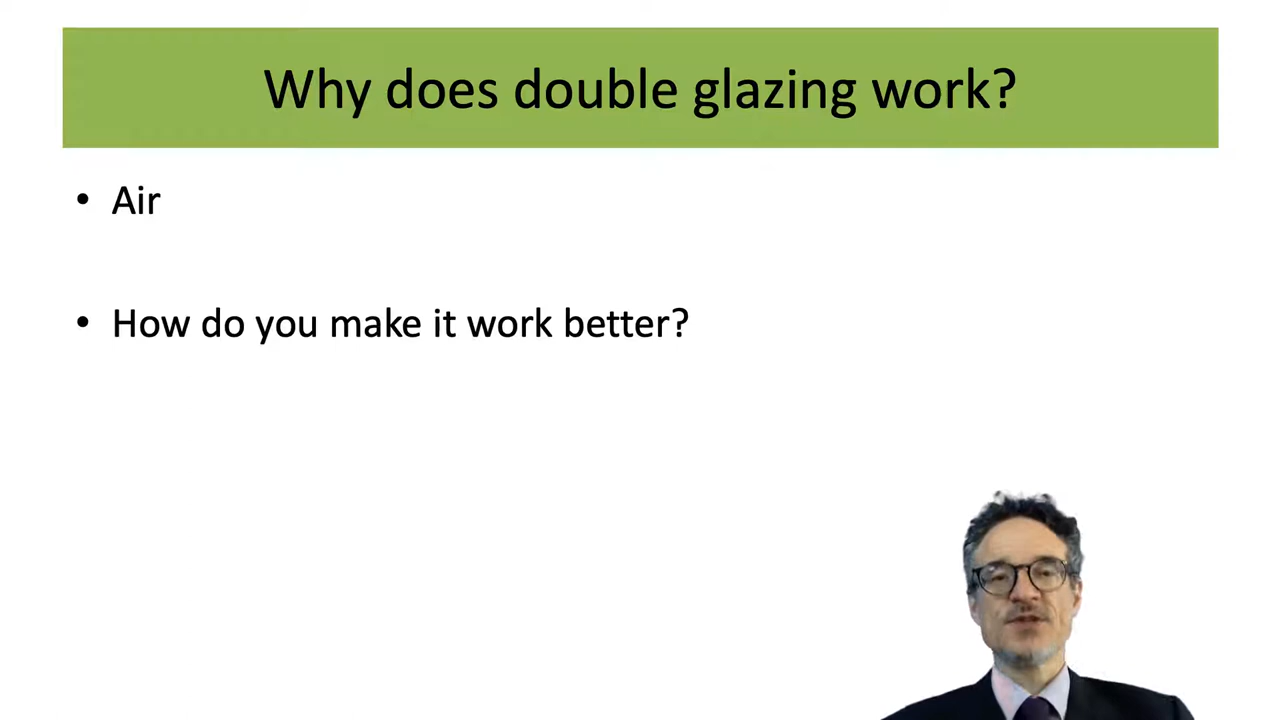 Why does double glazing work?
• Air
• How do you make it work better?